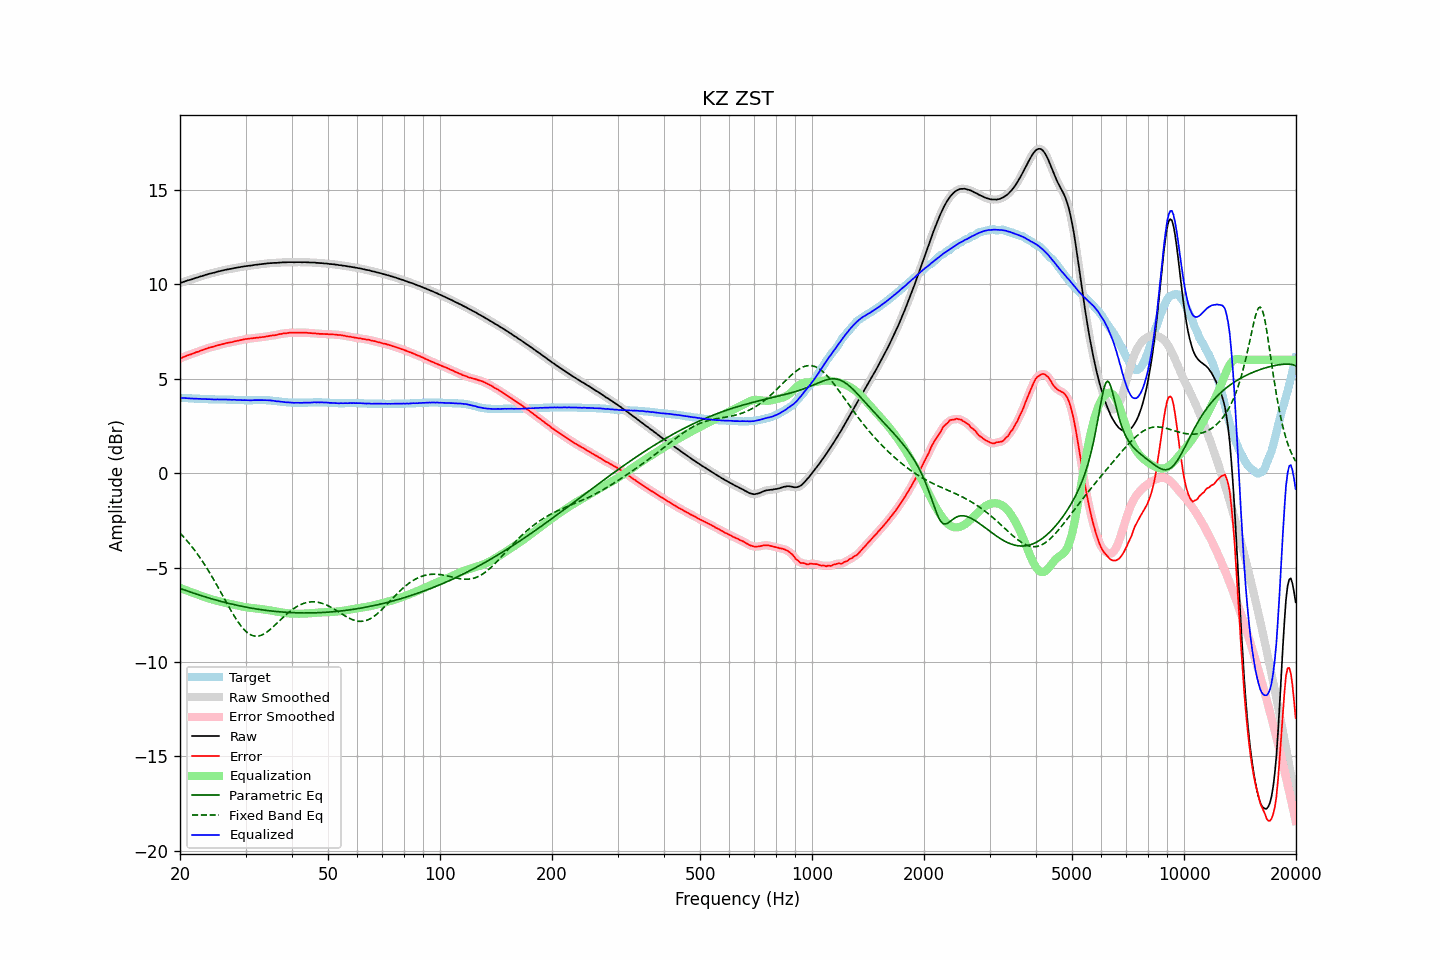 KZ ZST
Amplitude (dBr)
15
10
5
0
−5
−10
−15
−20
Target
Raw Smoothed
Error Smoothed
Raw
Error
Equalization
Parametric Eq
Fixed Band Eq
Equalized
20 50 100 200 500 1000 2000 5000 10000 20000
Frequency (Hz)